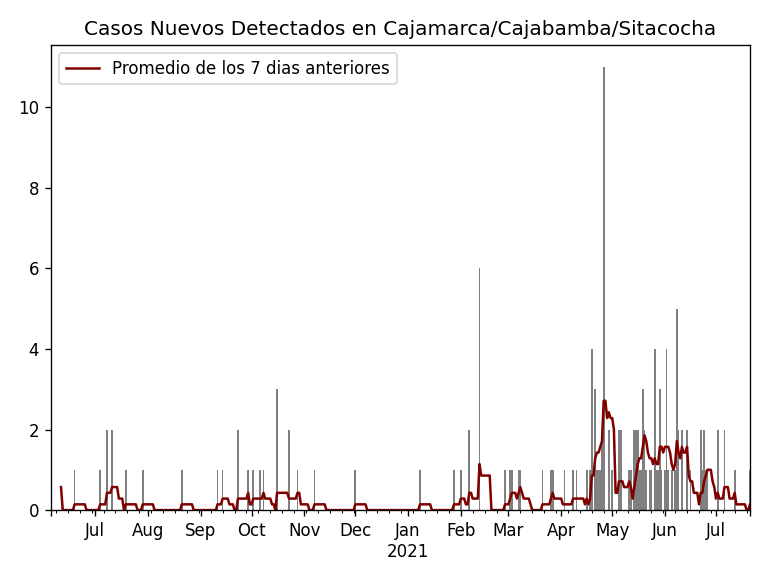 Casos Nuevos Detectados en Cajamarca/Cajabamba/Sitacocha
Promedio de los 7 dias anteriores
10
8
6
4
2
0
Jul Aug Sep Oct Nov Dec Jan Feb Mar Apr May Jun Jul
2021